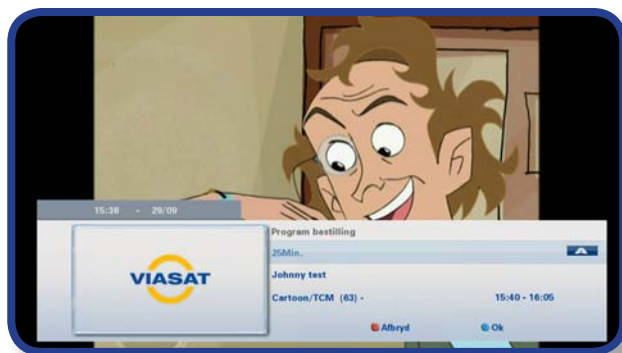 15:38 - 29/09
Program bestilling
25Min.
VIASAT
Johnny test
Cartoon/TCM (63) -
15:40 - 16:05
Afbryd
Ok